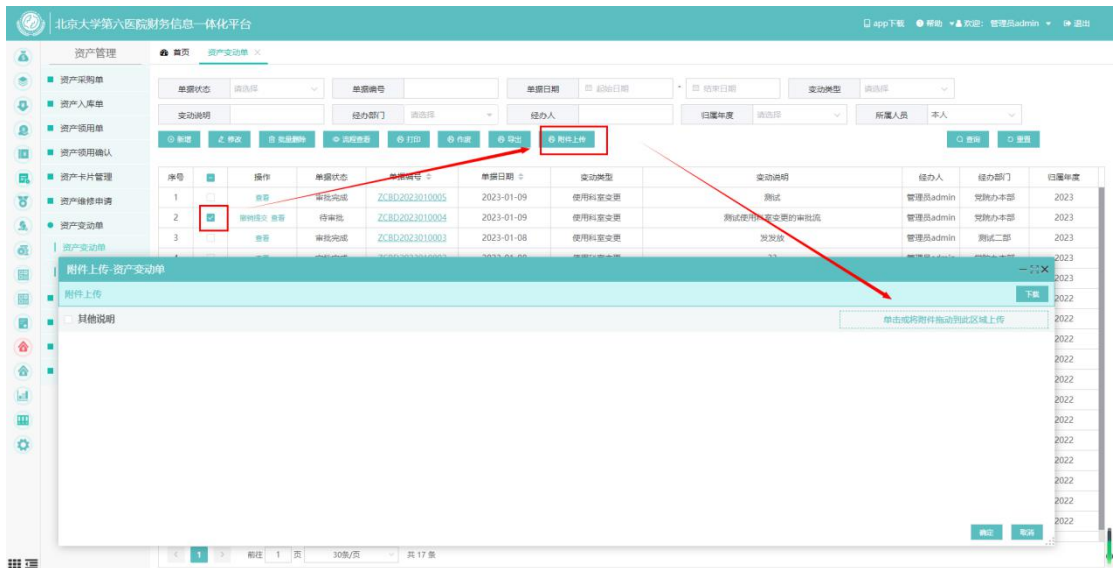 北京大学第六医院财务信息一体化平台 app下载 帮助 欢迎: 管理员admin 退出
资产管理 首页 资产变动单
资产采购单
资产入库单
资产领用单
资产领用确认
资产卡片管理
资产维修申请
资产变动单
资产变动单
单据状态 请选择 单据编号 单据日期 起始日期 - 结束日期 变动类型 请选择
变动说明 经办部门 请选择 经办人 归属年度 请选择 所属人员 本人
新增 修改 批量删除 流程查看 打印 作废 导出 附件上传 查询 重置
序号 操作 单据状态 单据编号 单据日期 变动类型 变动说明 经办人 经办部门 归属年度
1 查看 审批完成 ZCBD2023010005 2023-01-09 使用科室变更 测试 管理员admin 党院办本部 2023
2 撤销提交 查看 待审批 ZCBD2023010004 2023-01-09 使用科室变更 测试使用科室变更的审批流 管理员admin 党院办本部 2023
3 查看 审批完成 ZCBD2023010003 2023-01-08 使用科室变更 发发放 管理员admin 测试二部 2023
2023
附件上传-资产变动单
2023
附件上传 下载
2022
其他说明 单击或将附件拖动到此区域上传
2022
2022
2022
2022
2022
2022
2022
2022
2022
2022
2022
2022
确定 取消
1 前往 1 页 30条/页 共 17 条